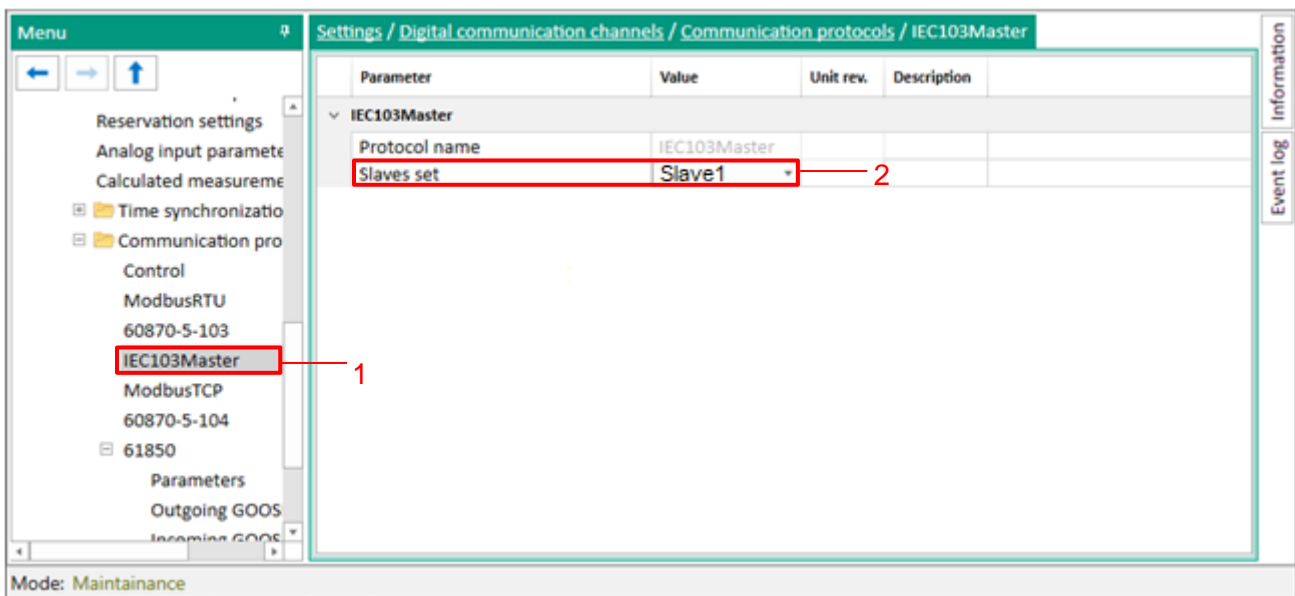 Menu
Settings / Digital communication channels / Communication protocols / IEC103Master
Parameter Value Unit rev. Description
IEC103Master
Protocol name IEC103Master
Slaves set Slave1 2
Reservation settings
Analog input paramete
Calculated measureme
Time synchronizatio
Communication pro
Control
ModbusRTU
60870-5-103
IEC103Master 1
ModbusTCP
60870-5-104
61850
Parameters
Outgoing GOOS
Incoming GOOS
Information
Event log
Mode: Maintainance